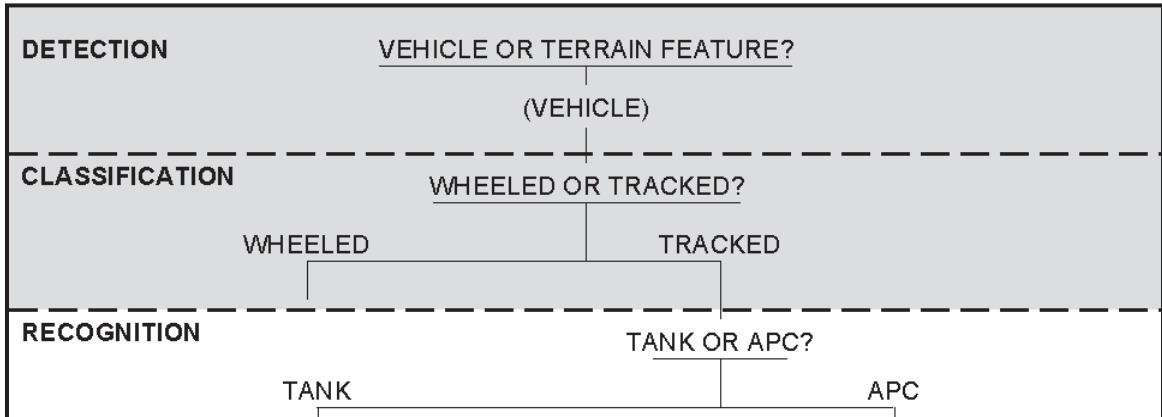 DETECTION VEHICLE OR TERRAIN FEATURE?
(VEHICLE)
CLASSIFICATION WHEELED OR TRACKED?
WHEELED TRACKED
RECOGNITION TANK OR APC?
TANK APC